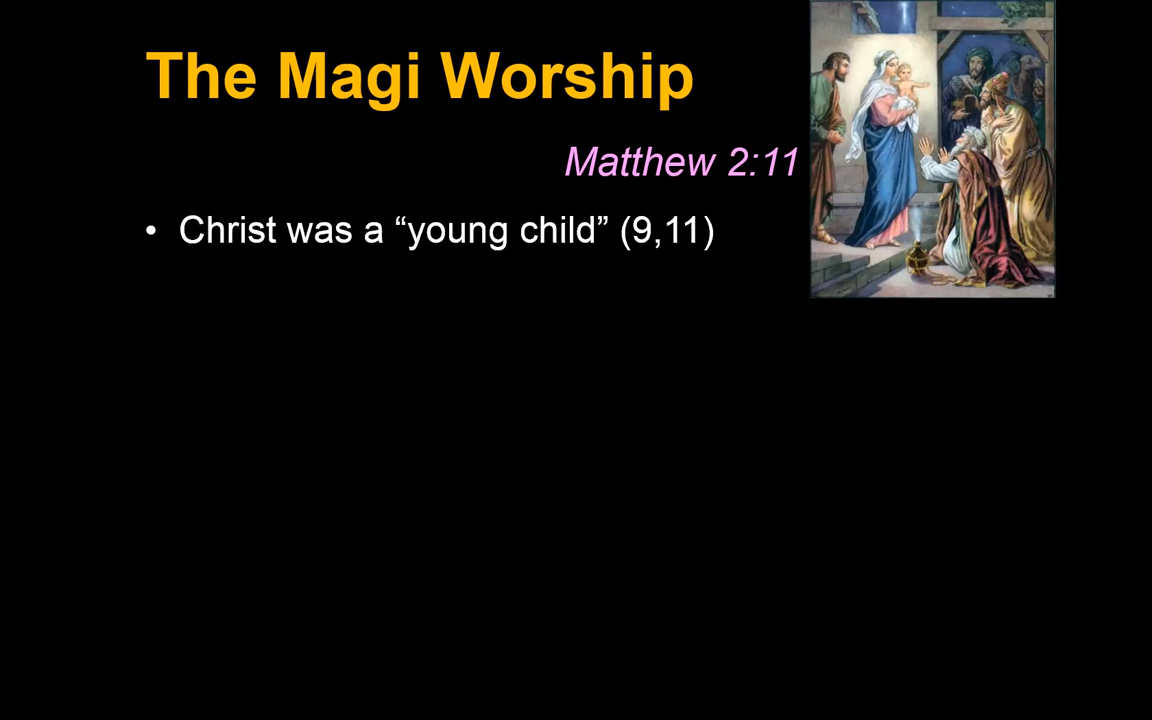 The Magi Worship
Matthew 2:11
• Christ was a “young child” (9,11)